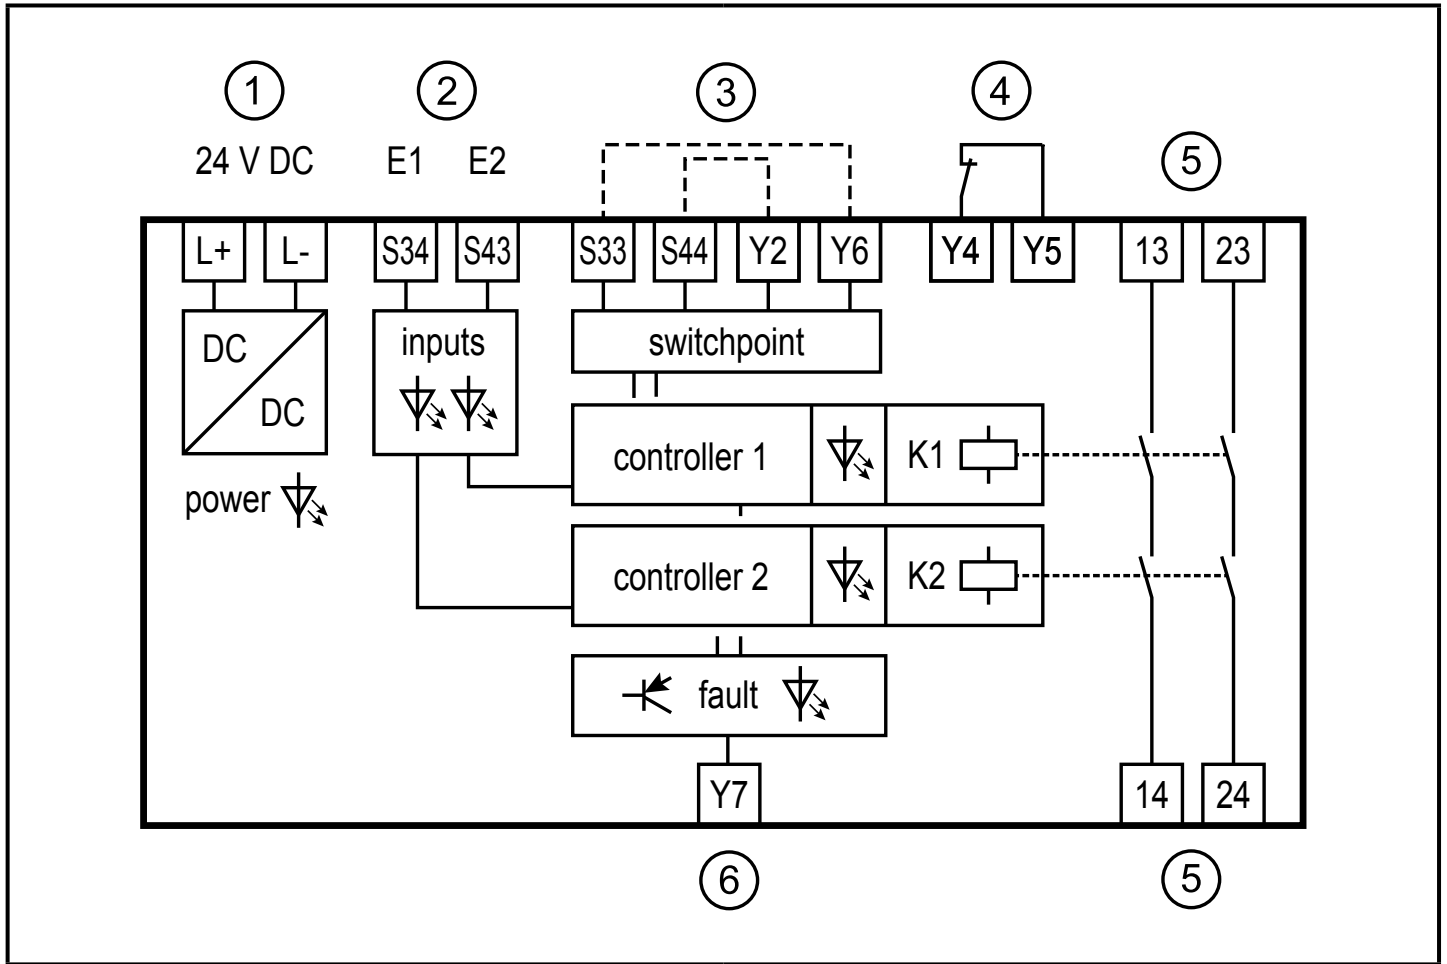 1 2 3 4
24 V DC E1 E2 5
L+ L- S34 S43 S33 S44 Y2 Y6 Y4 Y5 13 23
DC inputs switchpoint
DC
controller 1 K1
power
controller 2 K2
fault
Y7 14 24
6 5